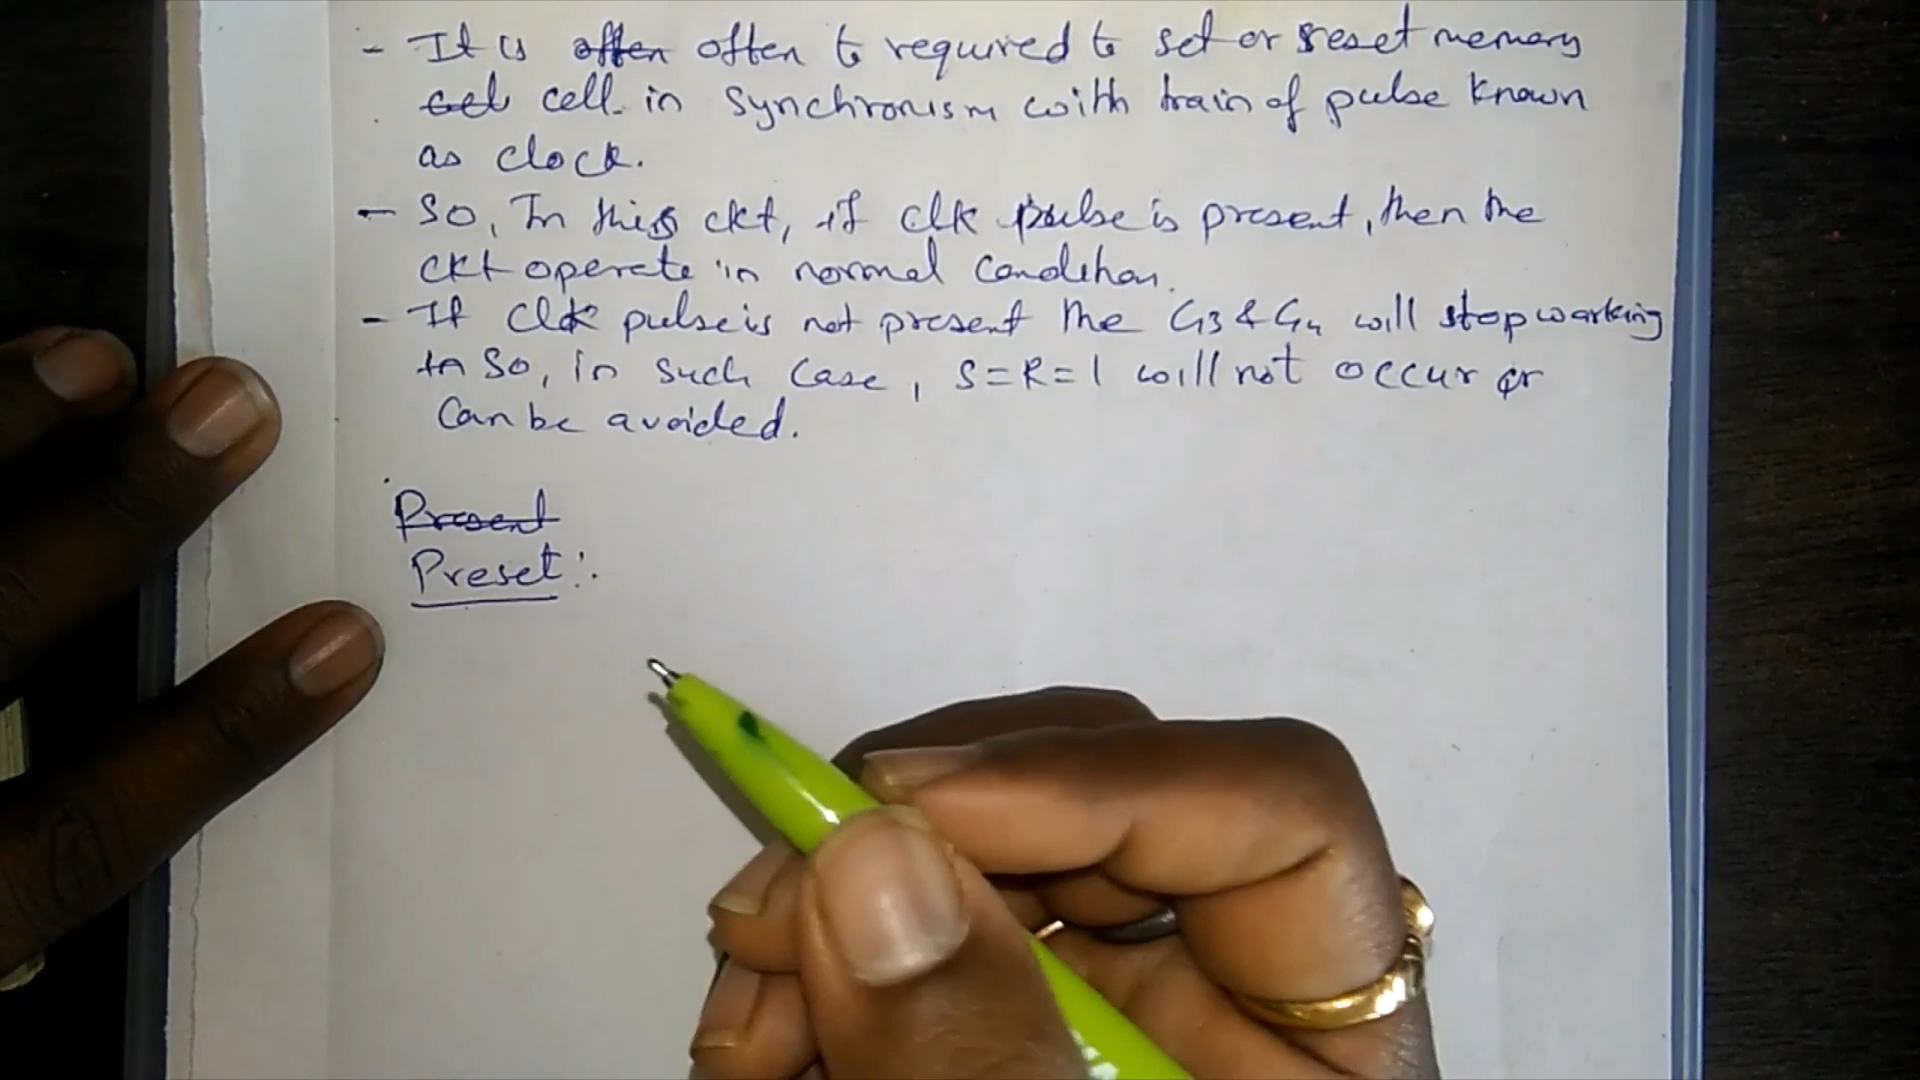 - It is often often to required to set or reset memory
cel cell in synchronism with train of pulse known
as clock.
- So, In this ckt, if clk pulse is present, then the
ckt operate in normal condition.
- If Clk pulse is not present the G3 & G4 will stop working
In So, in such case, S=R=1 will not occur or
Can be avoided.
Present
Preset: